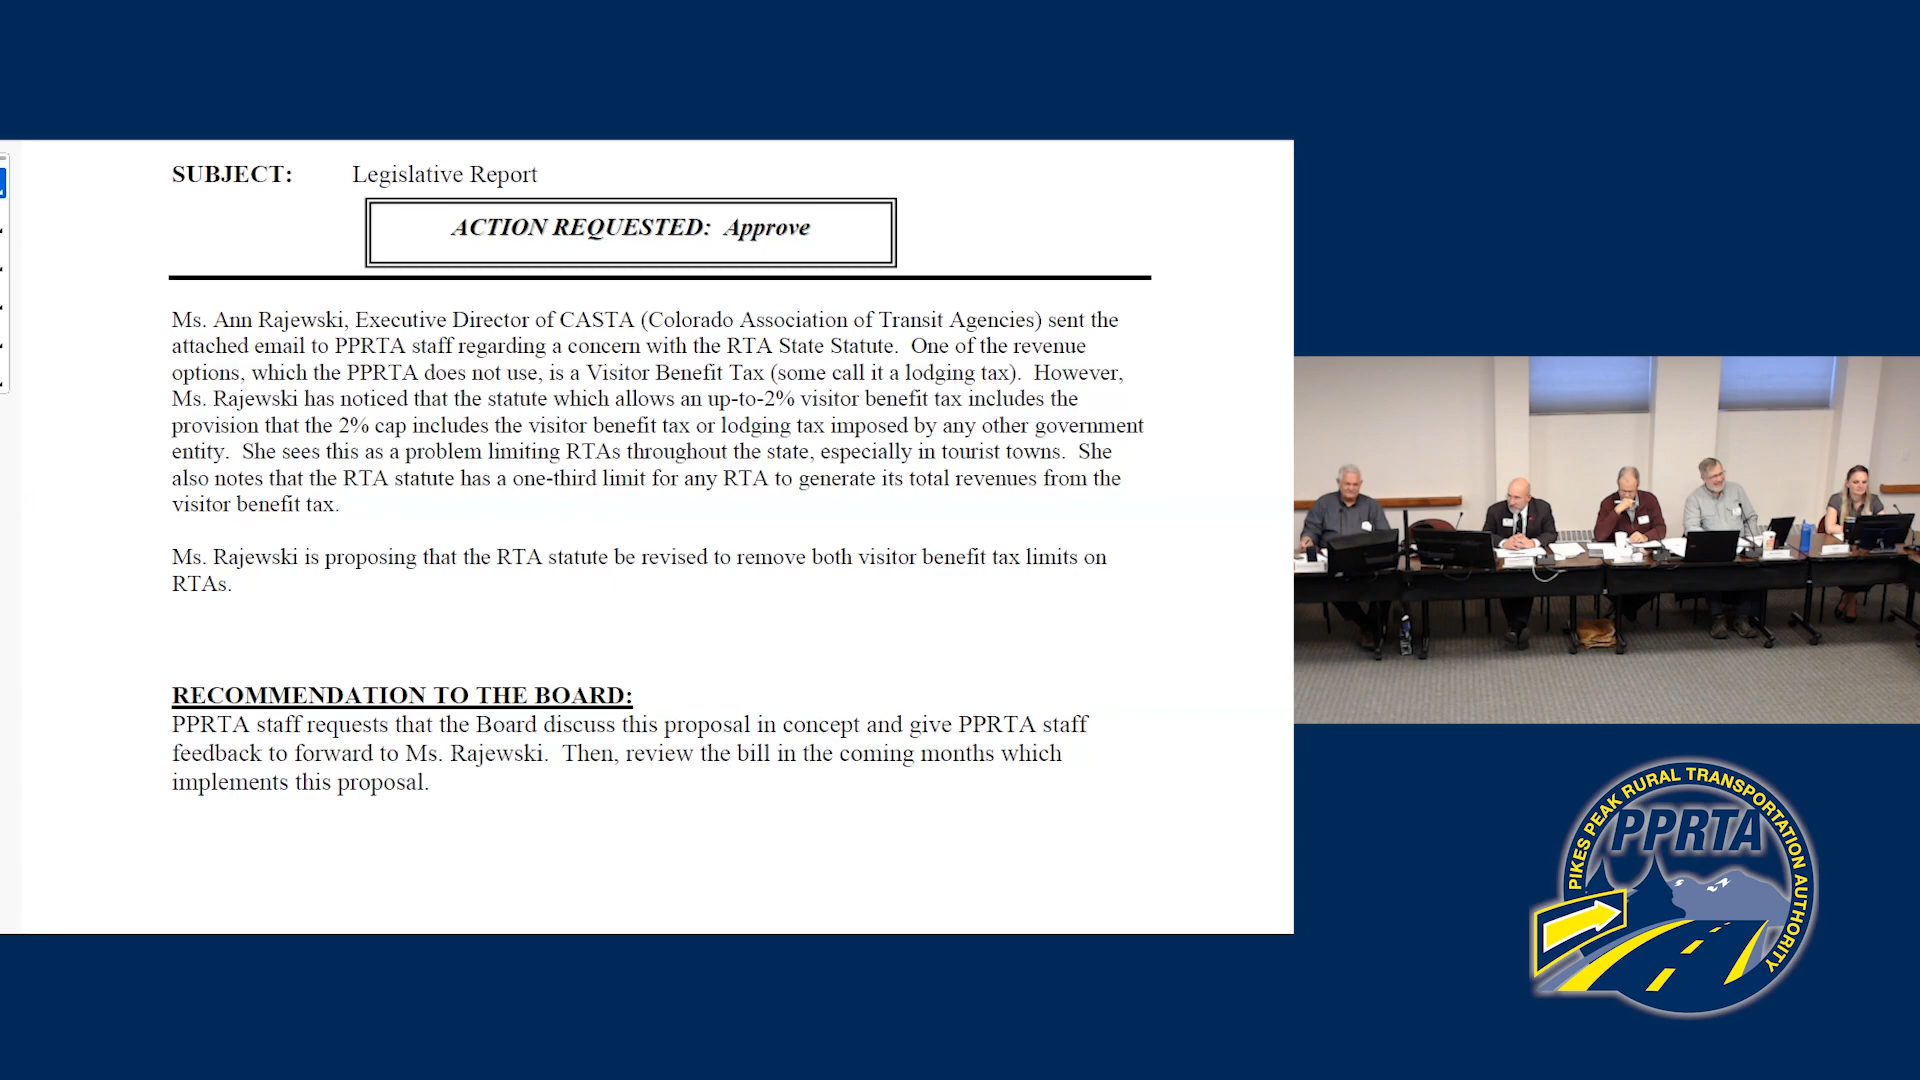 SUBJECT: Legislative Report
ACTION REQUESTED: Approve
Ms. Ann Rajewski, Executive Director of CASTA (Colorado Association of Transit Agencies) sent the
attached email to PPRTA staff regarding a concern with the RTA State Statute. One of the revenue
options, which the PPRTA does not use, is a Visitor Benefit Tax (some call it a lodging tax). However,
Ms. Rajewski has noticed that the statute which allows an up-to-2% visitor benefit tax includes the
provision that the 2% cap includes the visitor benefit tax or lodging tax imposed by any other government
entity. She sees this as a problem limiting RTAs throughout the state, especially in tourist towns. She
also notes that the RTA statute has a one-third limit for any RTA to generate its total revenues from the
visitor benefit tax.
Ms. Rajewski is proposing that the RTA statute be revised to remove both visitor benefit tax limits on
RTAs.
RECOMMENDATION TO THE BOARD:
PPRTA staff requests that the Board discuss this proposal in concept and give PPRTA staff
feedback to forward to Ms. Rajewski. Then, review the bill in the coming months which
implements this proposal.
PIKES PEAK RURAL TRANSPORTATION AUTHORITY
PPRTA